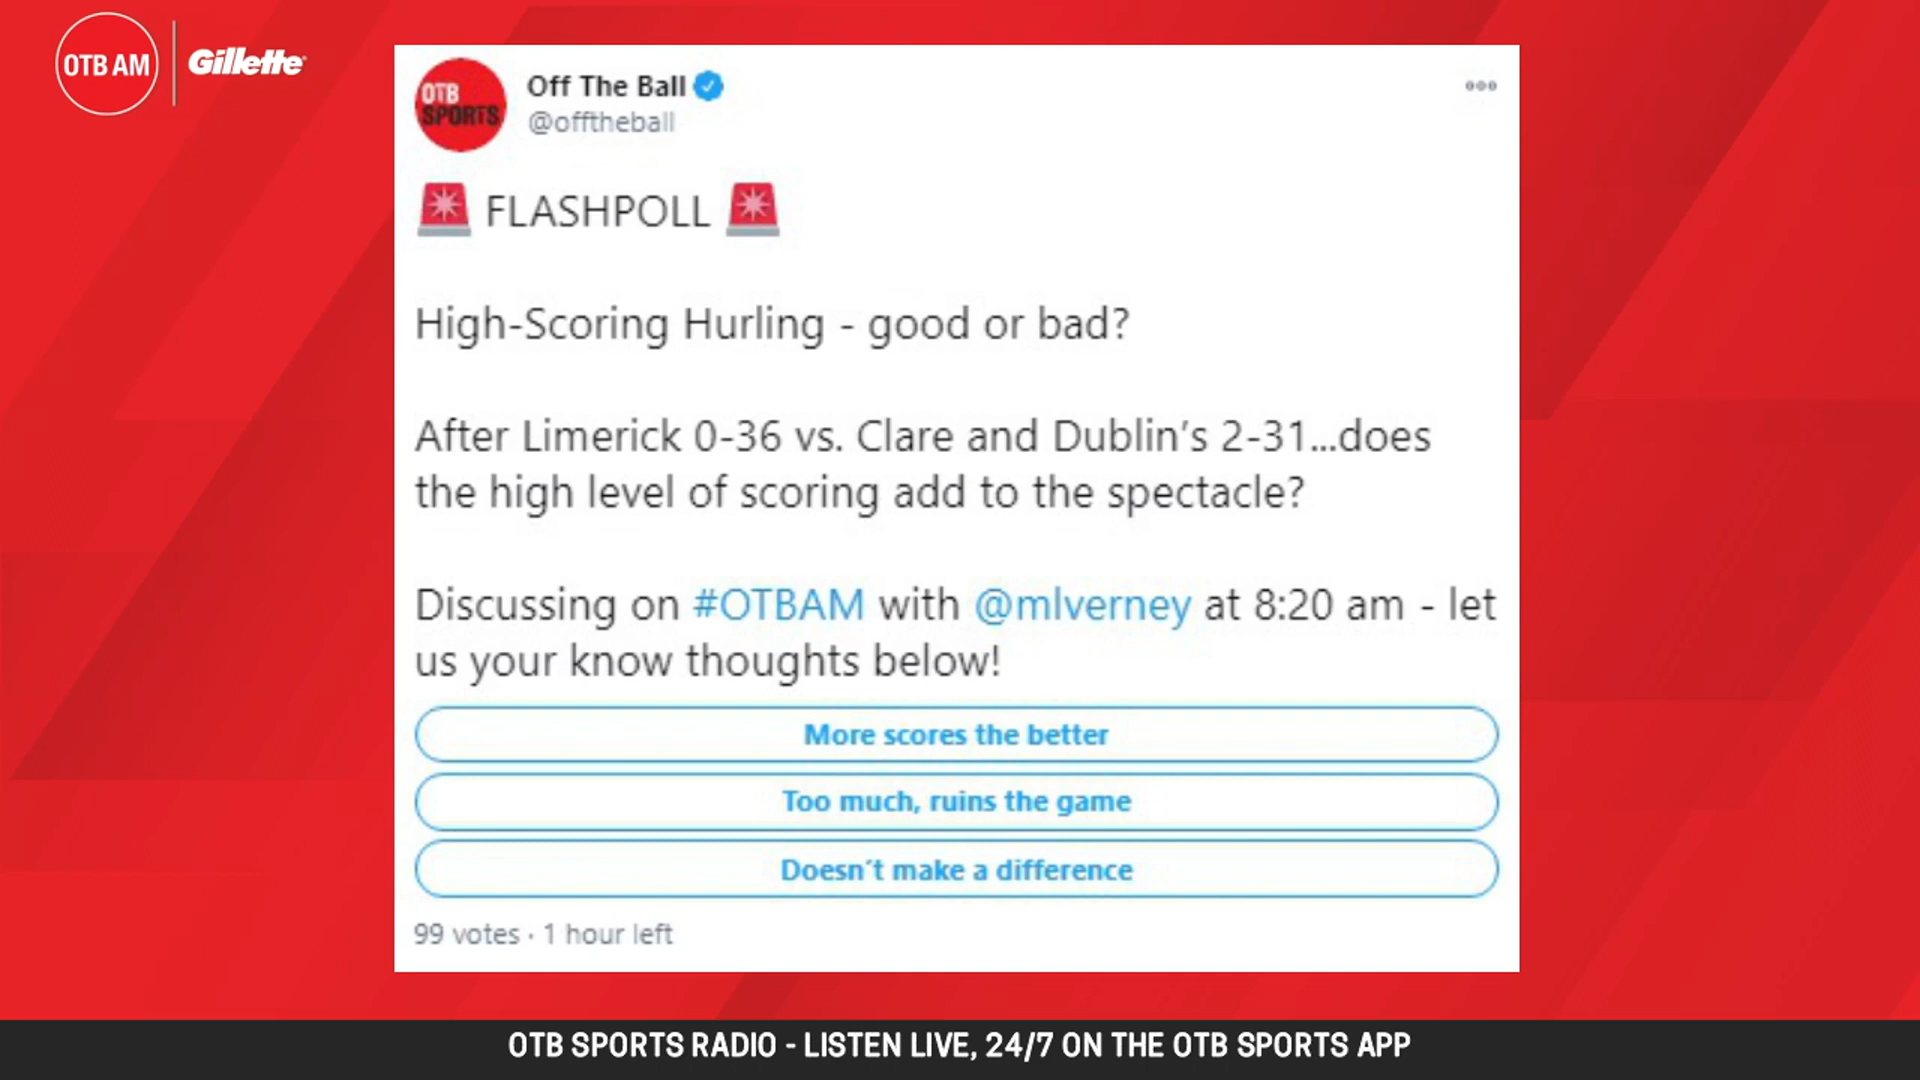 OTB AM
Gillette
OTB
SPORTS
Off The Ball
@offtheball
🚨 FLASHPOLL 🚨
High-Scoring Hurling - good or bad?
After Limerick 0-36 vs. Clare and Dublin's 2-31...does
the high level of scoring add to the spectacle?
Discussing on #OTBAM with @mlverney at 8:20 am - let
us your know thoughts below!
More scores the better
Too much, ruins the game
Doesn't make a difference
99 votes · 1 hour left
OTB SPORTS RADIO - LISTEN LIVE, 24/7 ON THE OTB SPORTS APP